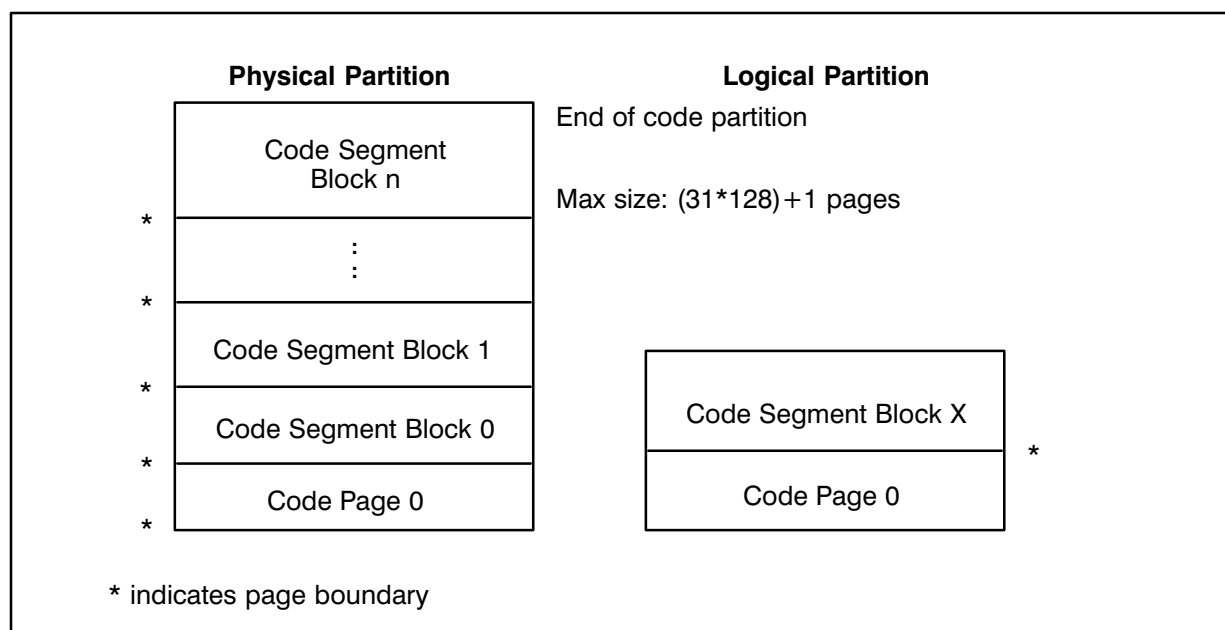 Physical Partition
Logical Partition
End of code partition
Code Segment
Block n
Max size: (31*128)+1 pages
*
:
:
*
Code Segment Block 1
*
Code Segment Block X
Code Segment Block 0
*
*
Code Page 0
Code Page 0
*
* indicates page boundary